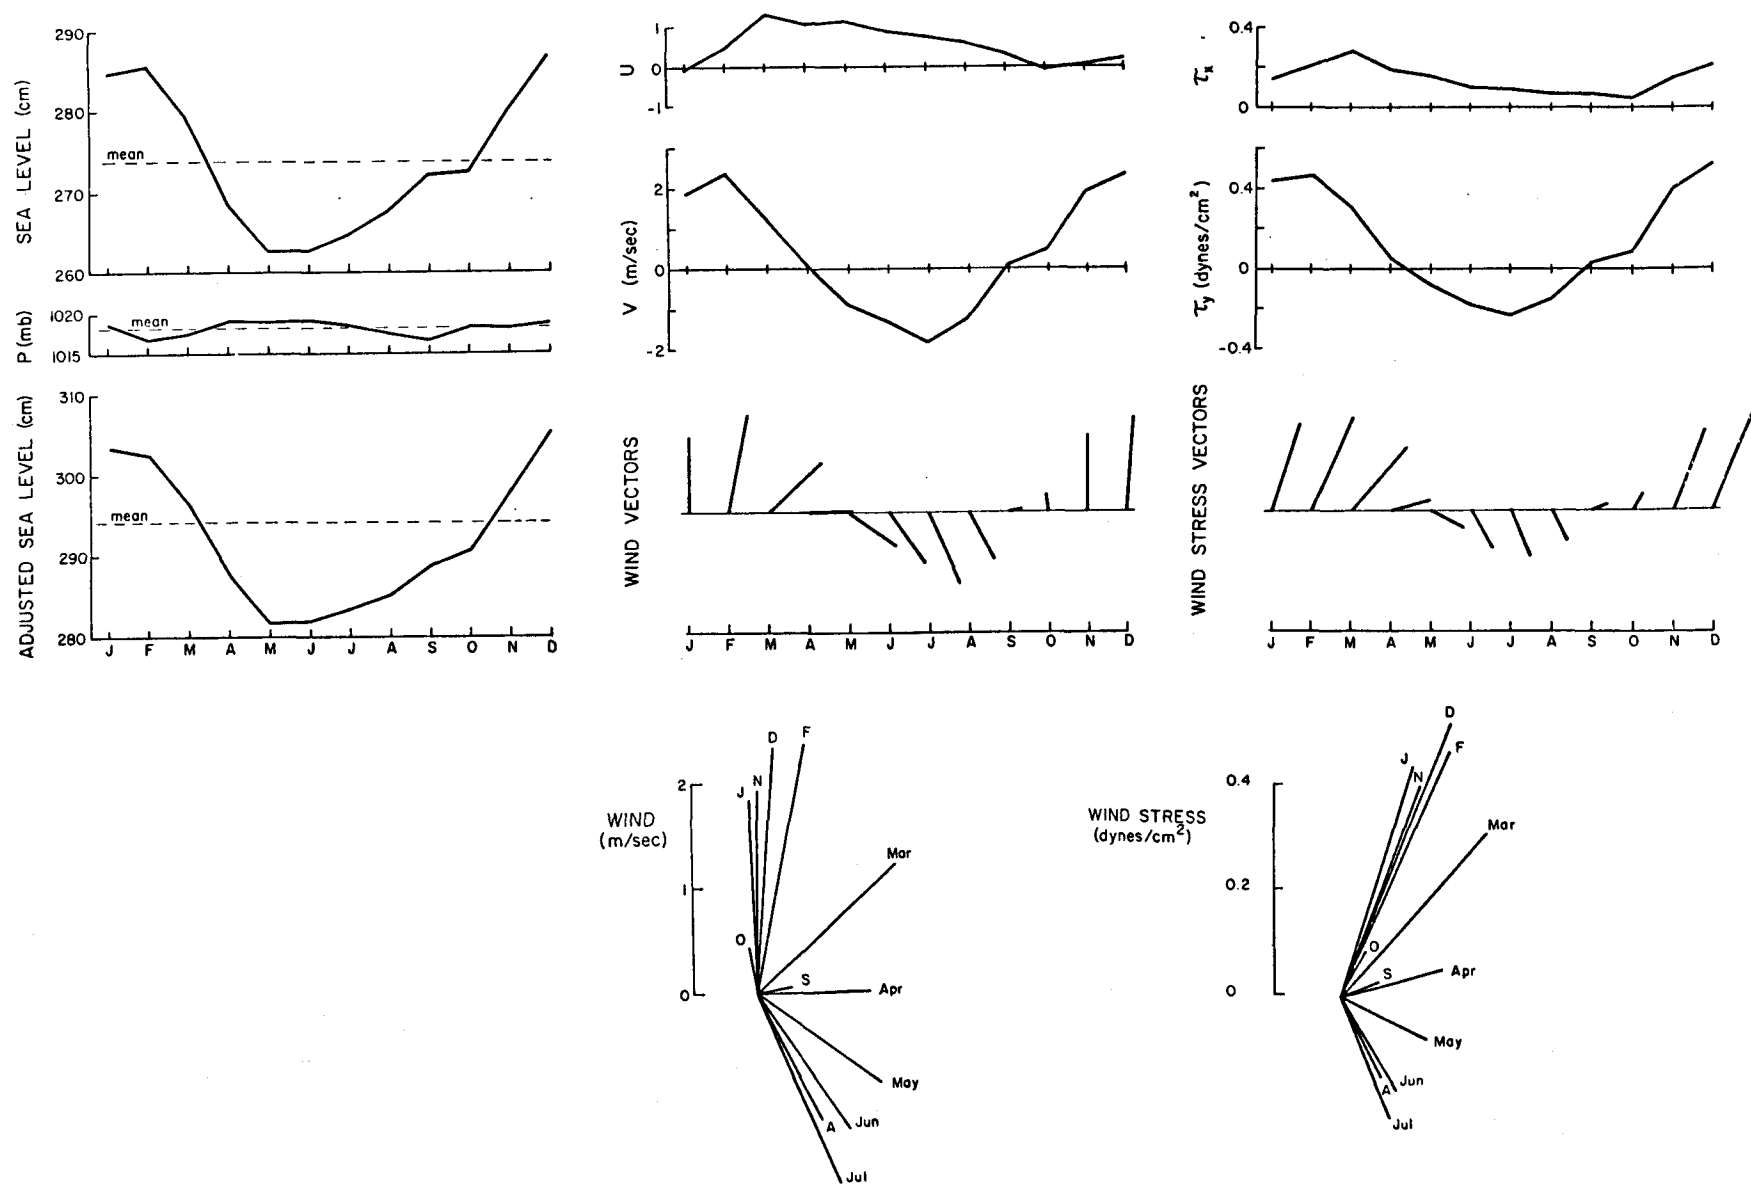 SEA LEVEL (cm)
290
280
270
260
mean
P (mb)
1020
1015
mean
ADJUSTED SEA LEVEL (cm)
310
300
290
280
mean
J F M A M J J A S O N D
U
1
0
-1
V (m/sec)
2
0
-2
WIND VECTORS
J F M A M J J A S O N D
τx
0.4
0
τy (dynes/cm²)
0.4
0
-0.4
WIND STRESS VECTORS
J F M A M J J A S O N D
WIND
(m/sec)
2
1
0
D
F
N
J
Mar
O
S
Apr
May
Jun
A
Jul
WIND STRESS
(dynes/cm²)
0.4
0.2
0
D
F
J
N
Mar
O
S
Apr
May
Jun
A
Jul